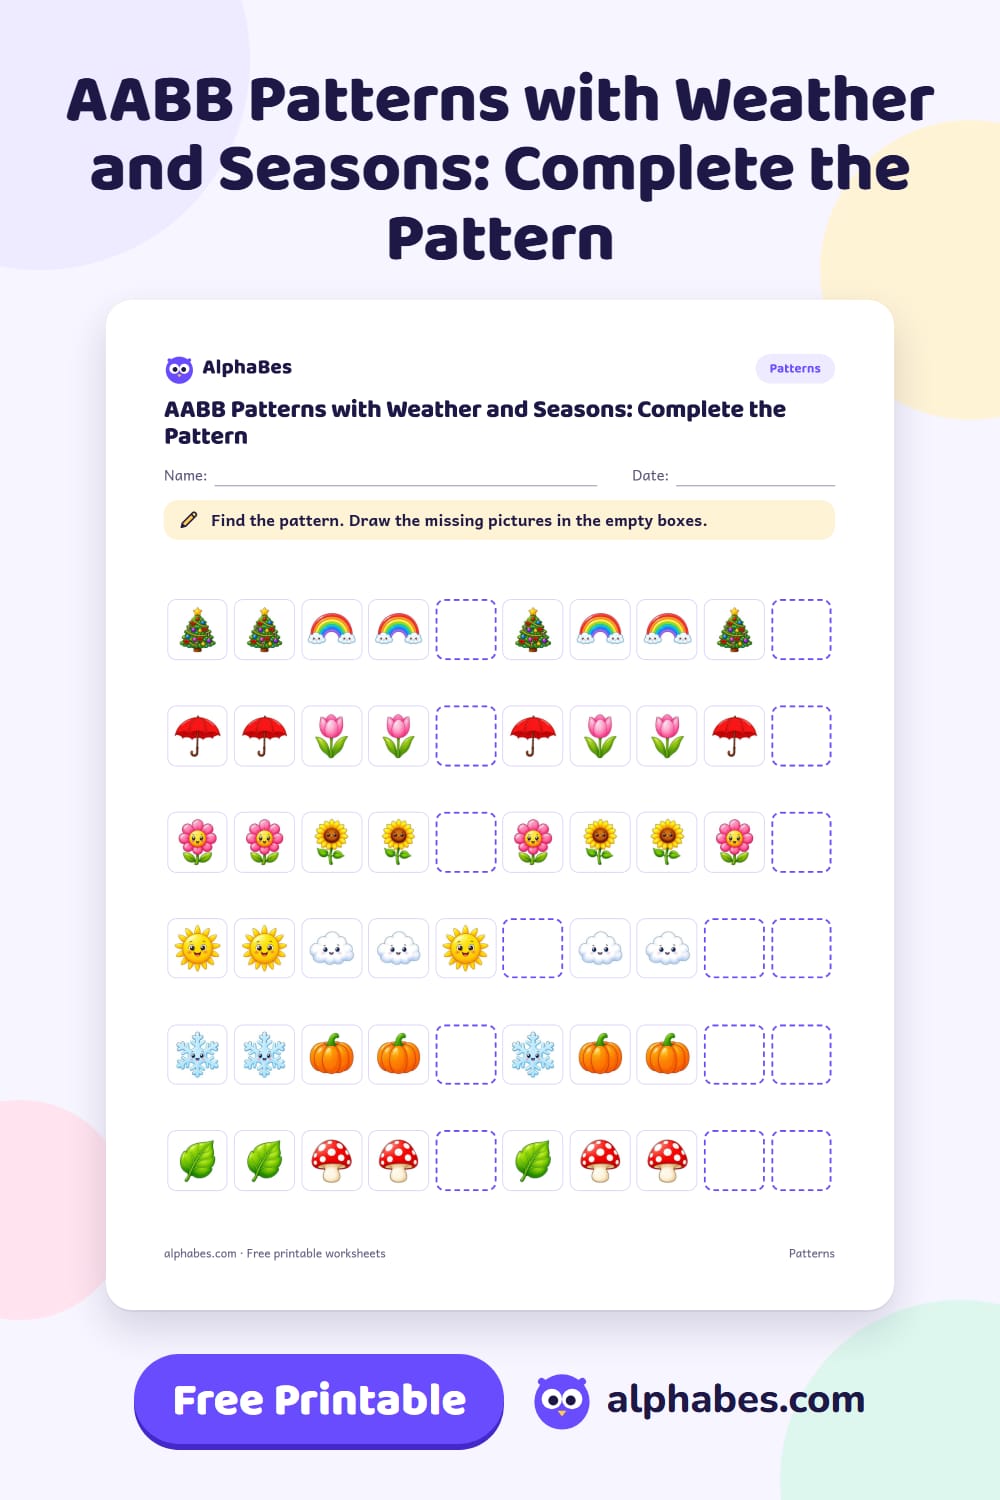 AABB Patterns with Weather
and Seasons: Complete the
Pattern
AlphaBes
Patterns
AABB Patterns with Weather and Seasons: Complete the
Pattern
Name:
Date:
Find the pattern. Draw the missing pictures in the empty boxes.
alphabes.com · Free printable worksheets
Patterns
Free Printable
alphabes.com